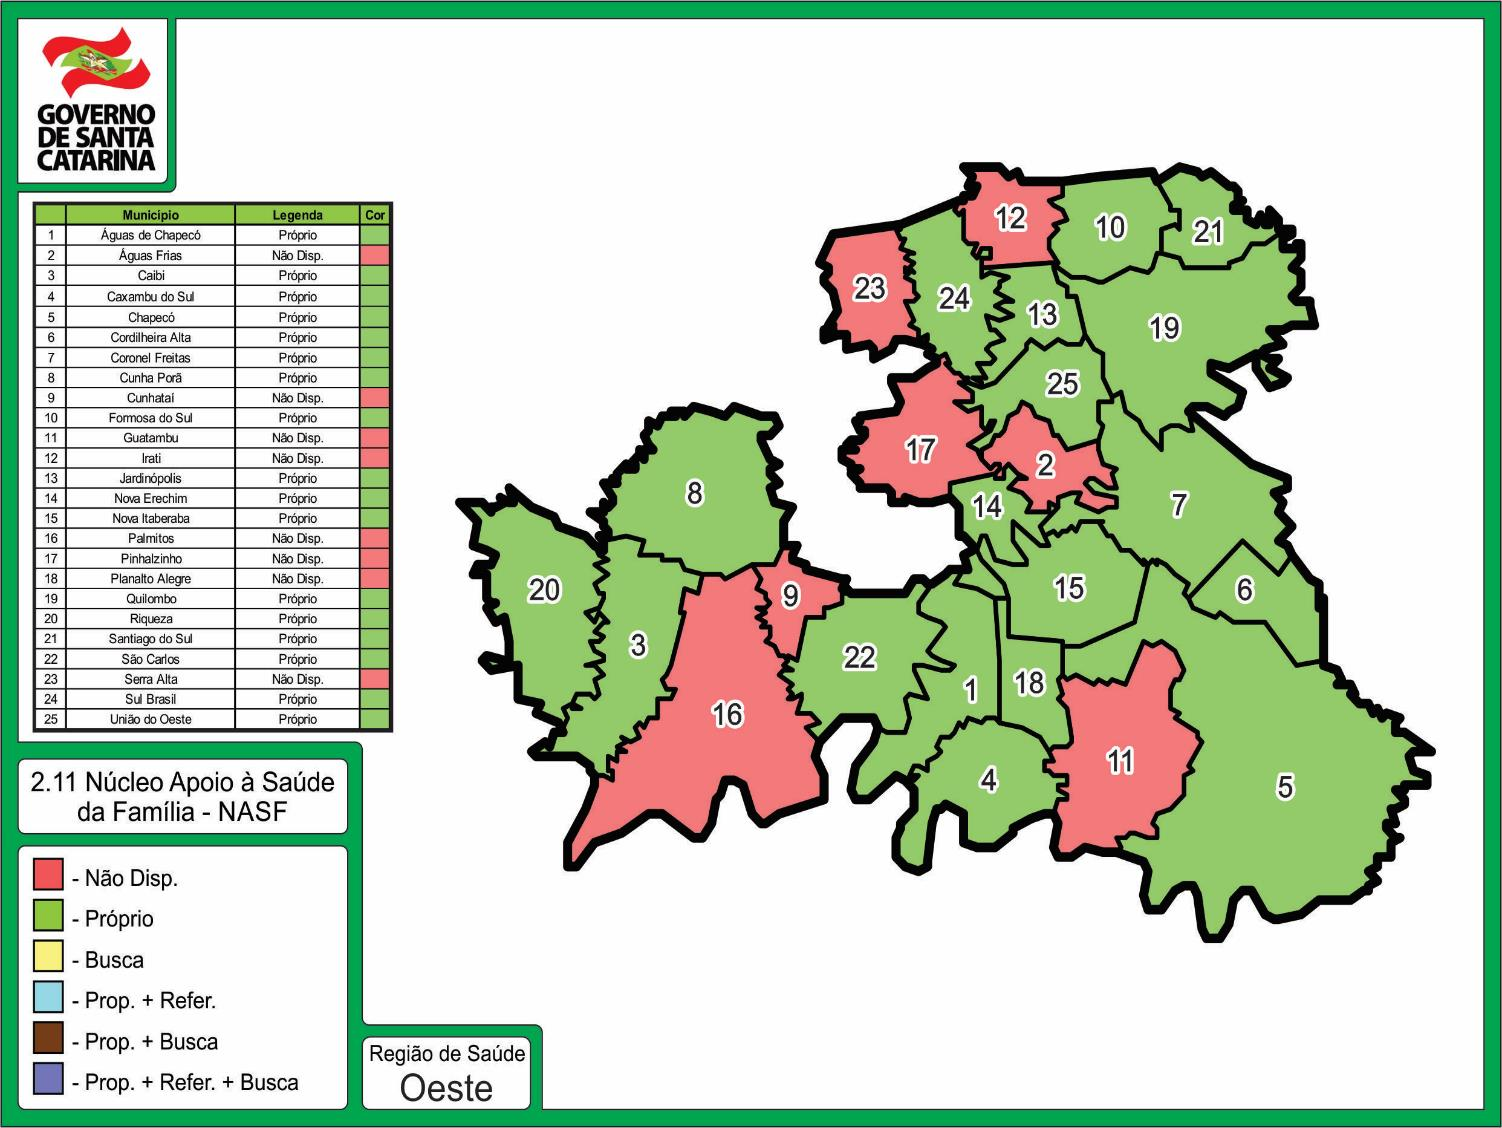 GOVERNO
DE SANTA
CATARINA
Município Legenda Cor
1 Águas de Chapecó Próprio
2 Águas Frias Não Disp.
3 Caibi Próprio
4 Caxambu do Sul Próprio
5 Chapecó Próprio
6 Cordilheira Alta Próprio
7 Coronel Freitas Próprio
8 Cunha Porã Próprio
9 Cunhataí Não Disp.
10 Formosa do Sul Próprio
11 Guatambu Não Disp.
12 Irati Não Disp.
13 Jardinópolis Próprio
14 Nova Erechim Próprio
15 Nova Itaberaba Próprio
16 Palmitos Não Disp.
17 Pinhalzinho Não Disp.
18 Planalto Alegre Não Disp.
19 Quilombo Próprio
20 Riqueza Próprio
21 Santiago do Sul Próprio
22 São Carlos Próprio
23 Serra Alta Não Disp.
24 Sul Brasil Próprio
25 União do Oeste Próprio
2.11 Núcleo Apoio à Saúde
da Família - NASF
- Não Disp.
- Próprio
- Busca
- Prop. + Refer.
- Prop. + Busca
- Prop. + Refer. + Busca
Região de Saúde
Oeste
12
10
21
23
24
13
19
25
17
2
8
14
7
20
9
15
6
3
22
1
18
16
4
11
5